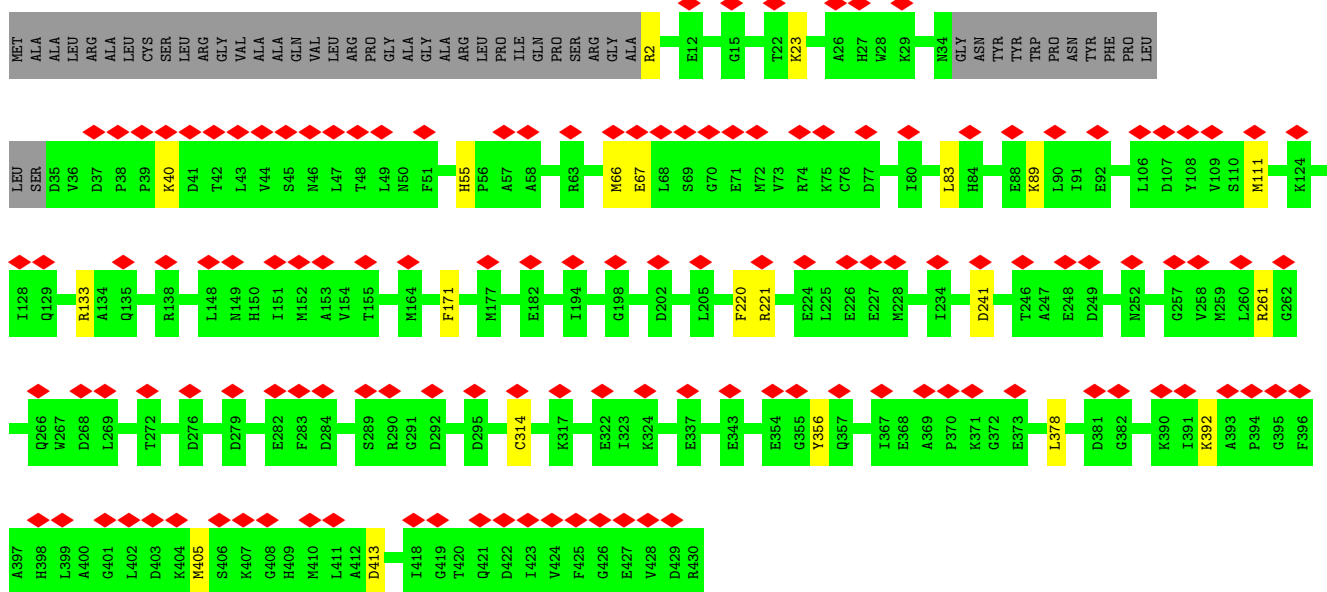 MET ALA ALA LEU ARG ALA LEU CYS SER LEU ARG GLY VAL ALA ALA GLN VAL LEU ARG PRO GLY ALA GLY ALA ARG LEU PRO ILE GLN PRO SER ARG GLY ALA R2 E12 G15 T22 K23 A26 H27 W28 K29 N34 GLY ASN TYR TYR TRP PRO ASN TYR PHE PRO LEU
LEU SER D35 V36 D37 P38 P39 K40 D41 T42 L43 V44 S45 N46 L47 T48 L49 N50 F51 H55 P56 A57 A58 R63 M66 E67 L68 S69 G70 E71 M72 V73 R74 K75 C76 D77 I80 L83 H84 E88 K89 L90 I91 E92 L106 D107 Y108 V109 S110 M111 K124
I128 Q129 R133 A134 Q135 R138 L148 N149 H150 I151 M152 A153 V154 T155 M164 F171 M177 E182 I194 G198 D202 L205 F220 R221 E224 L225 E226 E227 M228 I234 D241 T246 A247 E248 D249 N252 G257 V258 M259 L260 R261 G262
Q266 W267 D268 L269 T272 D276 D279 E282 F283 D284 S289 R290 G291 D292 D295 C314 K317 E322 I323 K324 E337 E343 E354 G355 Y356 Q357 I367 E368 A369 P370 K371 G372 E373 L378 D381 G382 K390 I391 K392 A393 P394 G395 F396
A397 H398 L399 A400 G401 L402 D403 K404 M405 S406 K407 G408 H409 M410 L411 A412 D413 I418 G419 T420 Q421 D422 I423 V424 F425 G426 E427 V428 D429 R430